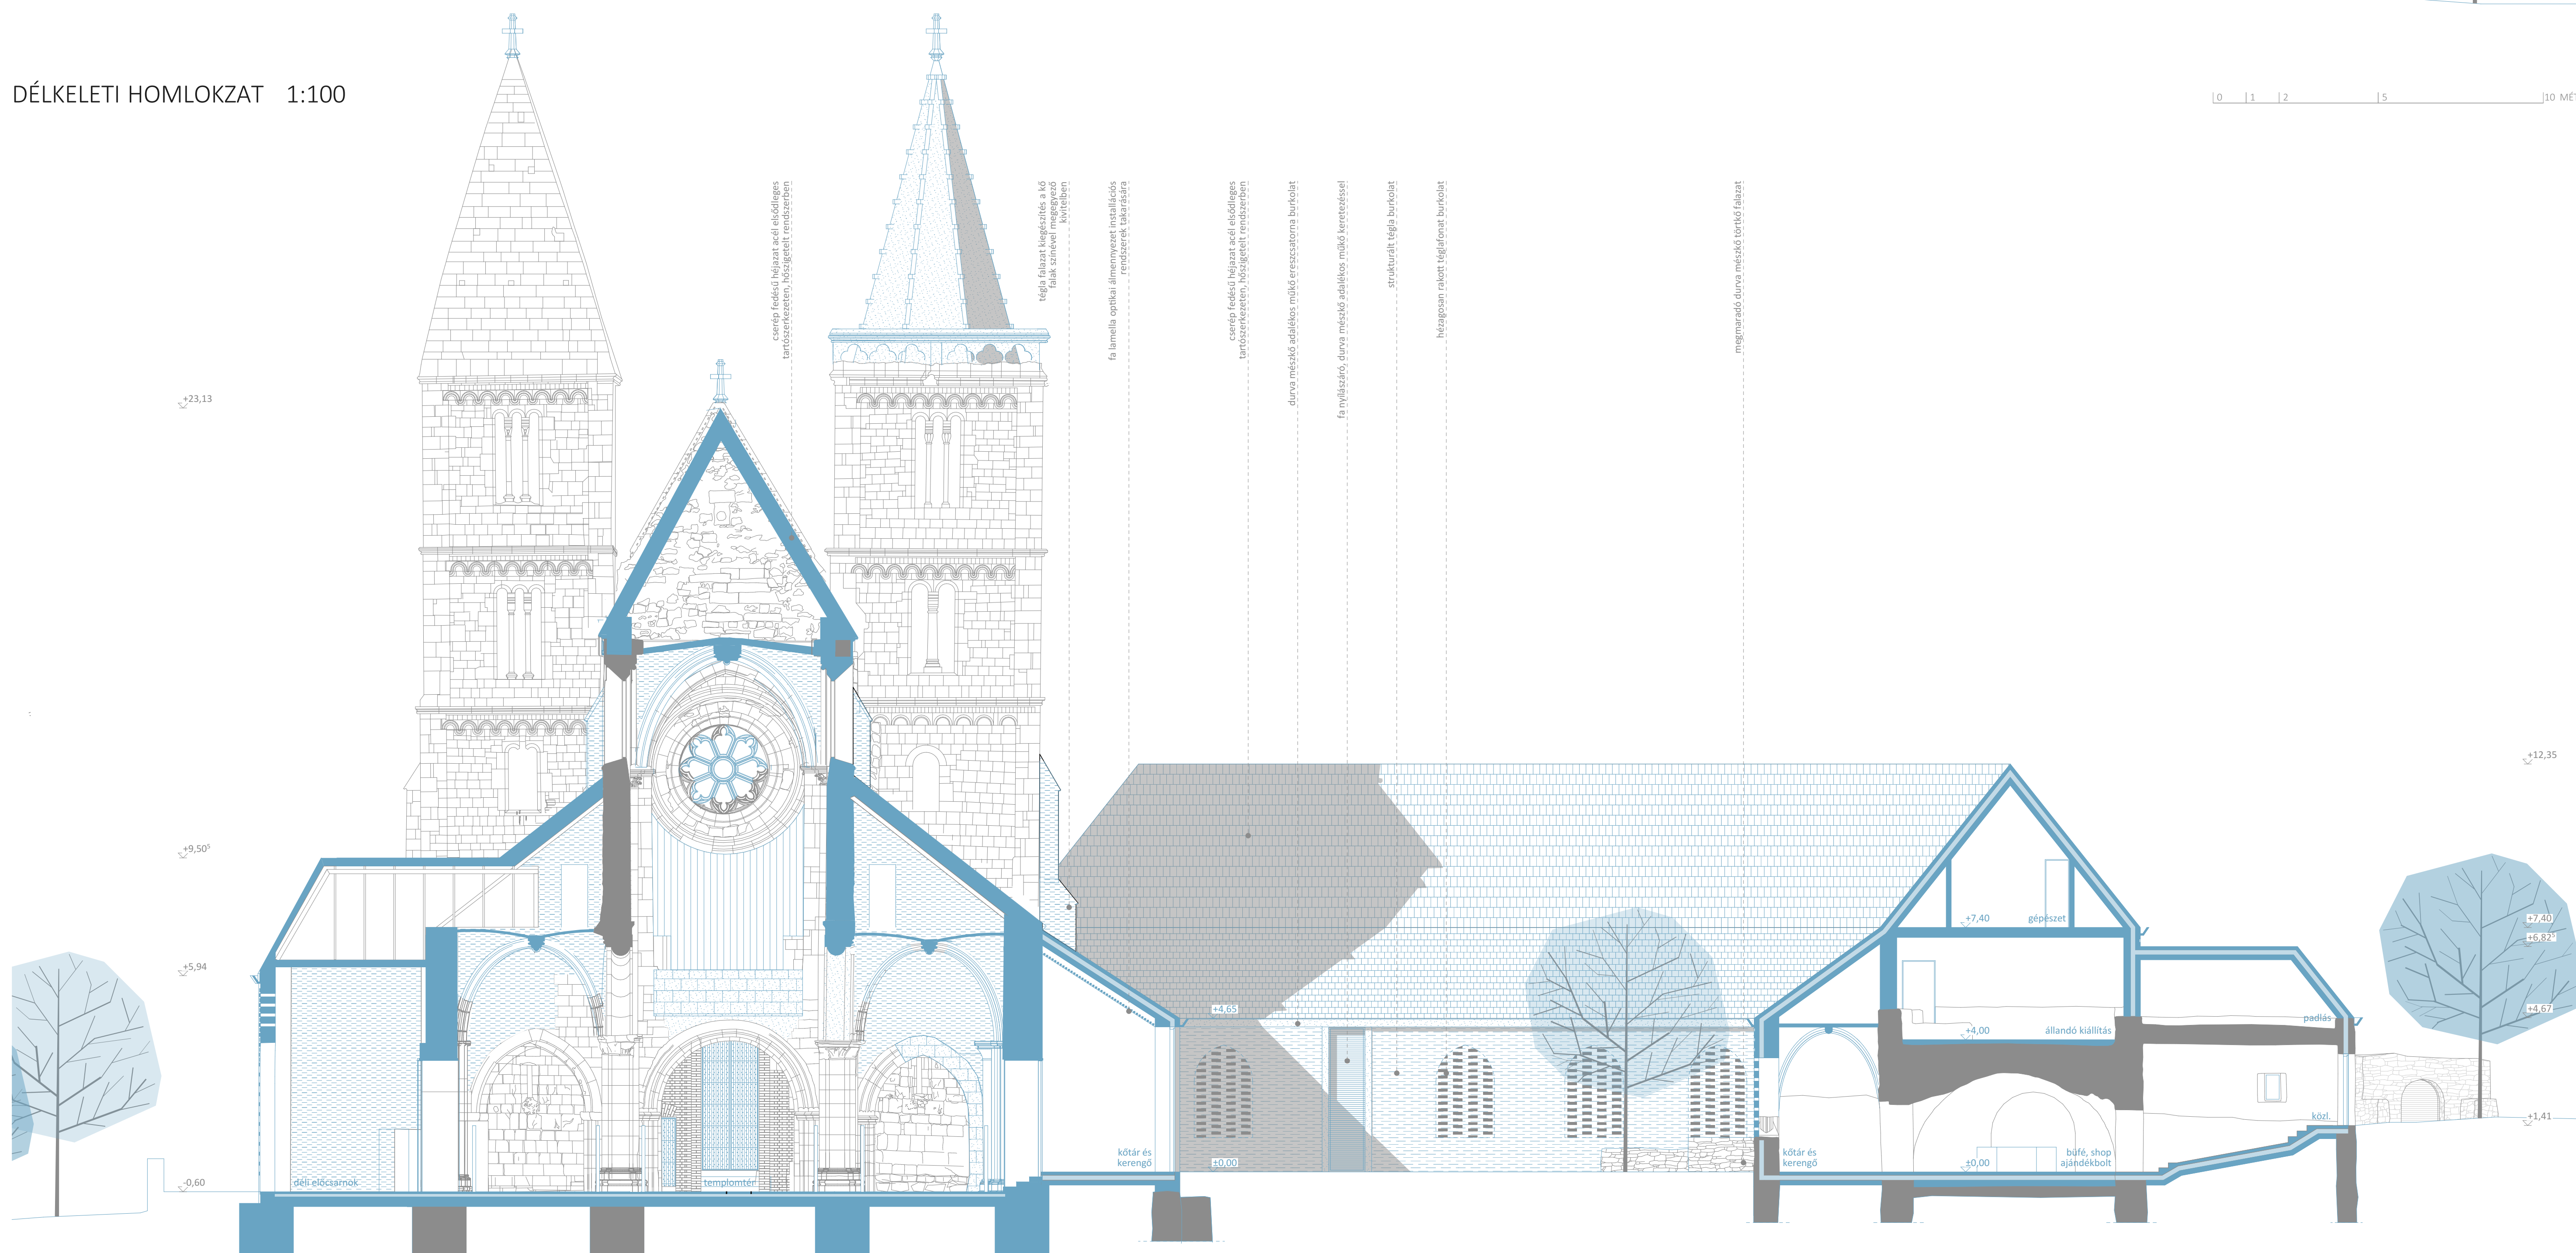 DÉLKELETI HOMLOKZAT 1:100
0 1 2 5 10 MÉT
cserép fedésű héjazat acél elsődleges
tartószerkezeten, hőszigetelt rendszerben
tégla falazat kiegészítés a kő
falak színével megegyező
kivitelben
fa lamella optikai álmennyezet installációs
rendszerek takarására
cserép fedésű héjazat acél elsődleges
tartószerkezeten, hőszigetelt rendszerben
durva mészkő adalékos műkő ereszcsatorna burkolat
fa nyílászáró, durva mészkő adalékos műkő keretezéssel
strukturált tégla burkolat
hézagosan rakott téglafonat burkolat
megmaradó durva mészkő törtkő falazat
+23,13
+12,35
+9,50⁵
+7,40
gépészet
+7,40
+6,82⁵
+5,94
+4,65
+4,67
padlás
+4,00
állandó kiállítás
+1,41
közl.
kőtár és
kerengő
±0,00
kőtár és
kerengő
±0,00
büfé, shop
ajándékbolt
-0,60
déli előcsarnok
templomtér